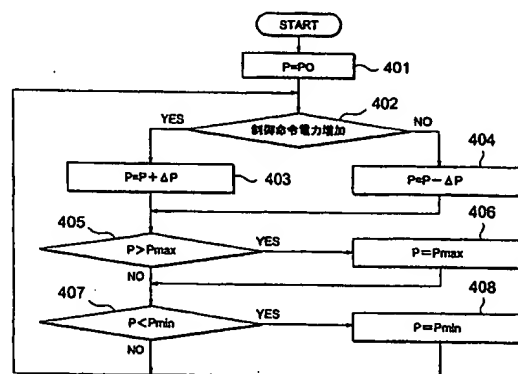 START
P=PO
401
402
制御命令電力増加
YES
NO
404
P=P+ΔP
403
P=P-ΔP
405
406
P>Pmax
YES
P=Pmax
NO
407
408
P<Pmin
YES
P=Pmin
NO